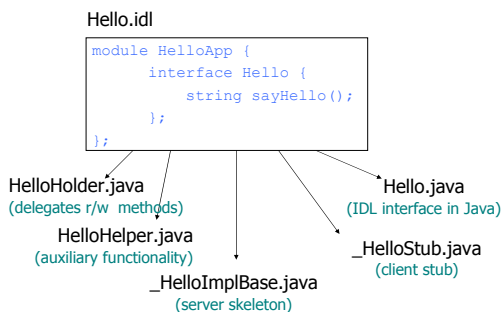 Hello.idl
module HelloApp {
interface Hello {
string sayHello();
};
};
HelloHolder.java
(delegates r/w methods)
HelloHelper.java
(auxiliary functionality)
_HelloImplBase.java
(server skeleton)
_HelloStub.java
(client stub)
Hello.java
(IDL interface in Java)